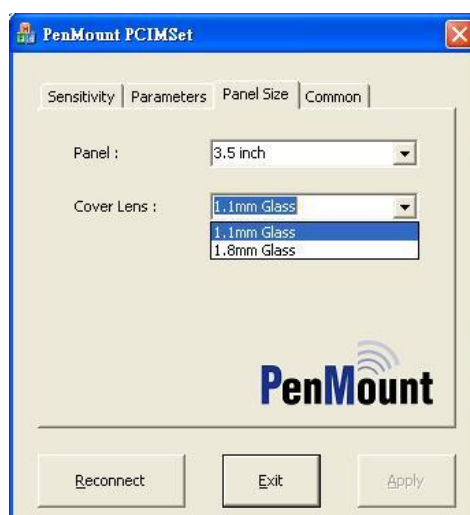 PenMount PCIMSet
Sensitivity Parameters Panel Size Common
Panel : 3.5 inch
Cover Lens : 1.1mm Glass
1.1mm Glass
1.8mm Glass
PenMount
Reconnect Exit Apply